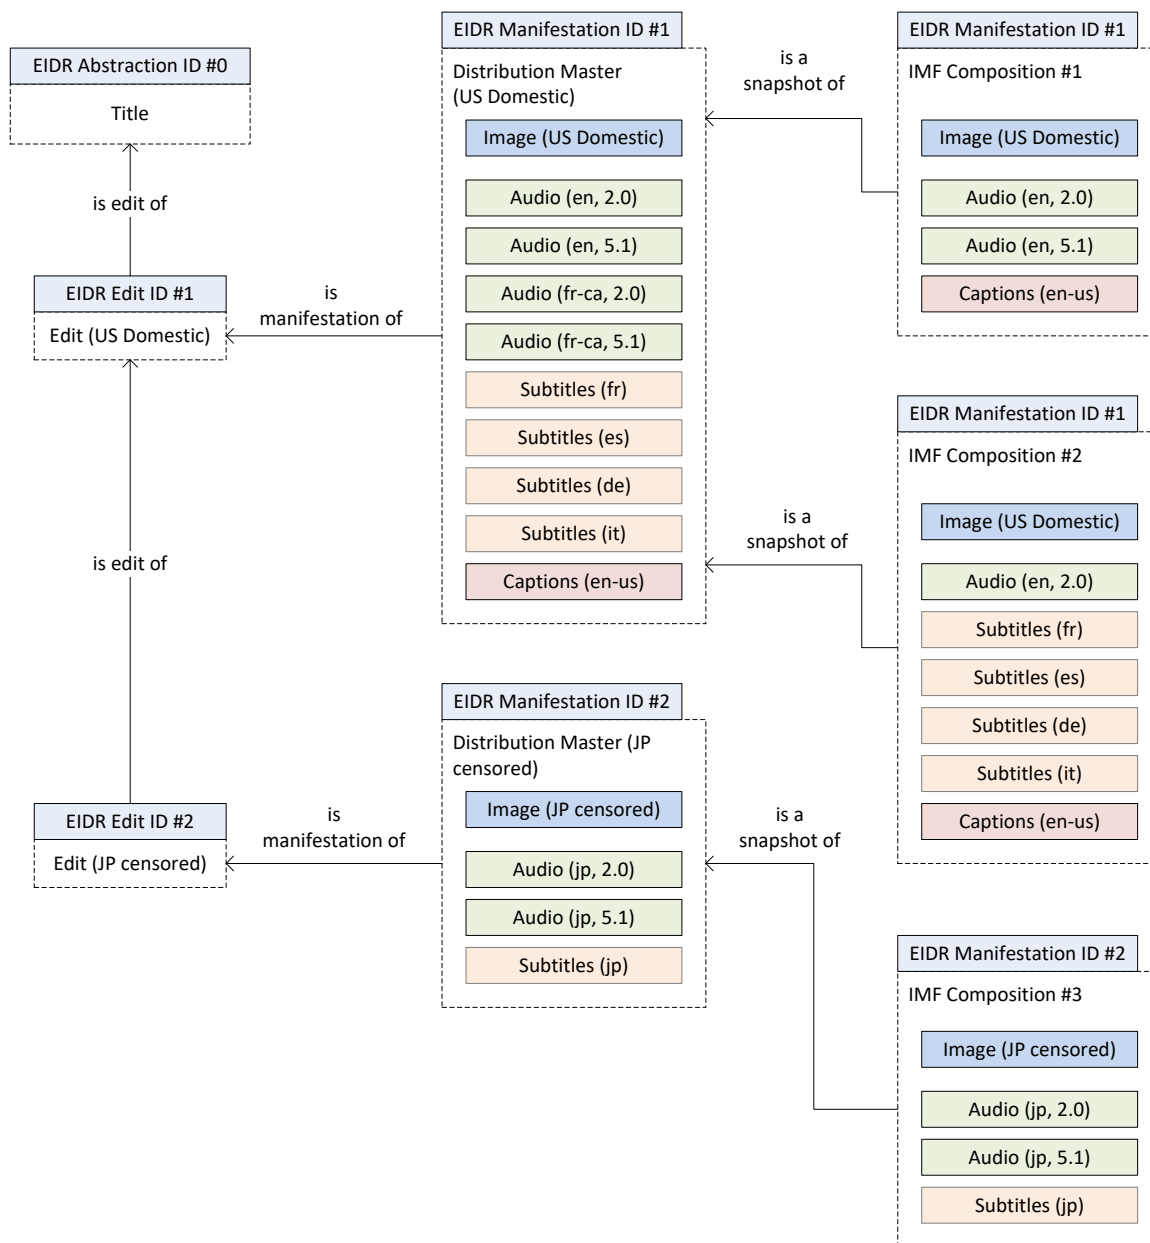 EIDR Abstraction ID #0
Title
is edit of
EIDR Edit ID #1
Edit (US Domestic)
is edit of
EIDR Edit ID #2
Edit (JP censored)
is
manifestation of
is
manifestation of
EIDR Manifestation ID #1
Distribution Master
(US Domestic)
Image (US Domestic)
Audio (en, 2.0)
Audio (en, 5.1)
Audio (fr-ca, 2.0)
Audio (fr-ca, 5.1)
Subtitles (fr)
Subtitles (es)
Subtitles (de)
Subtitles (it)
Captions (en-us)
EIDR Manifestation ID #2
Distribution Master (JP
censored)
Image (JP censored)
Audio (jp, 2.0)
Audio (jp, 5.1)
Subtitles (jp)
is a
snapshot of
is a
snapshot of
is a
snapshot of
EIDR Manifestation ID #1
IMF Composition #1
Image (US Domestic)
Audio (en, 2.0)
Audio (en, 5.1)
Captions (en-us)
EIDR Manifestation ID #1
IMF Composition #2
Image (US Domestic)
Audio (en, 2.0)
Subtitles (fr)
Subtitles (es)
Subtitles (de)
Subtitles (it)
Captions (en-us)
EIDR Manifestation ID #2
IMF Composition #3
Image (JP censored)
Audio (jp, 2.0)
Audio (jp, 5.1)
Subtitles (jp)